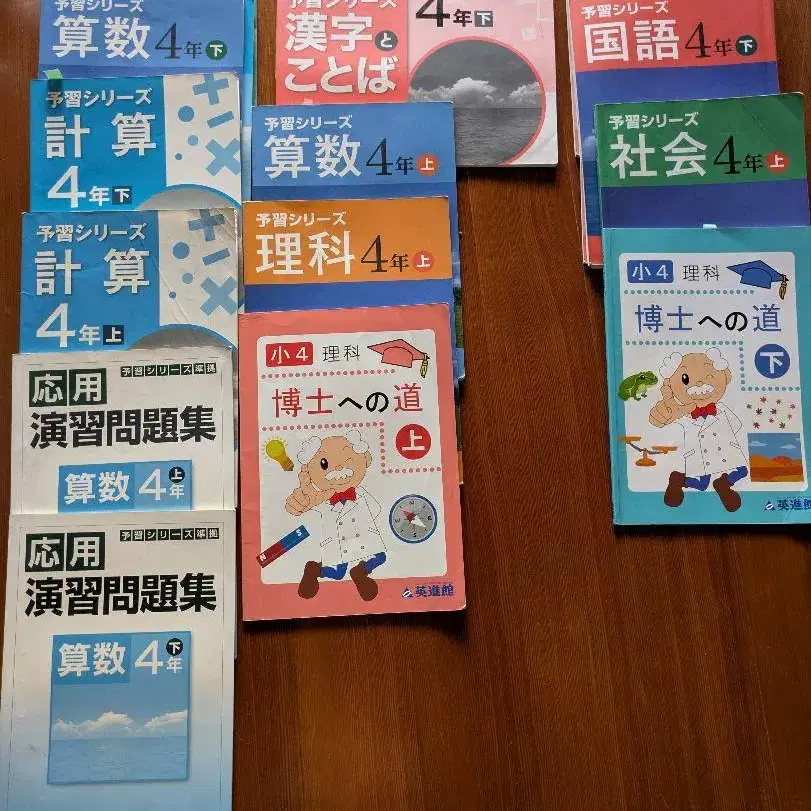 予習シリーズ
算数4年下
予習シリーズ
計算
4年下
予習シリーズ
計算
4年上
予習シリーズ準拠
応用
演習問題集
算数4年上
予習シリーズ準拠
応用
演習問題集
算数4年下
予習シリーズ
漢字と
ことば
4年下
予習シリーズ
算数4年上
予習シリーズ
理科4年上
小4 理科
博士への道
上
N S
英進館
予習シリーズ
国語4年下
予習シリーズ
社会4年上
小4 理科
博士への道
下
英進館